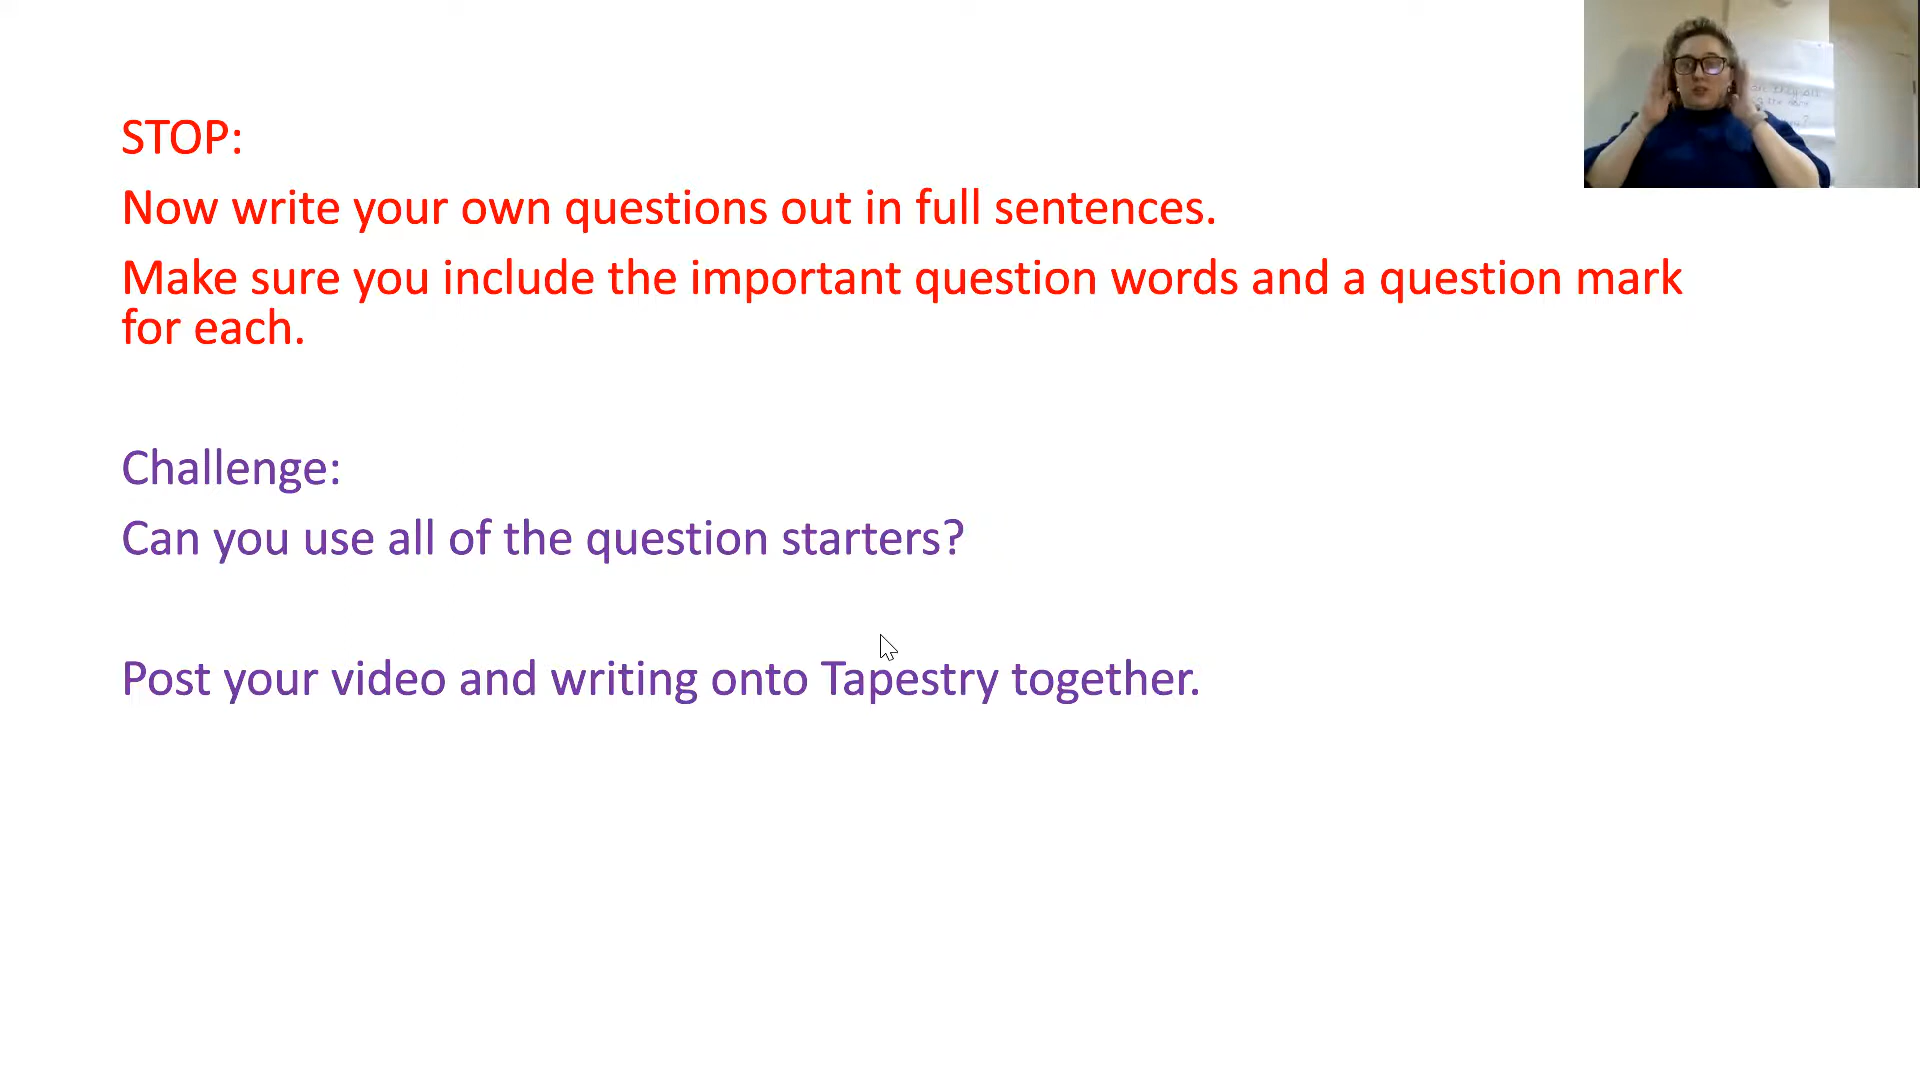 STOP:
Now write your own questions out in full sentences.
Make sure you include the important question words and a question mark
for each.
Challenge:
Can you use all of the question starters?
Post your video and writing onto Tapestry together.